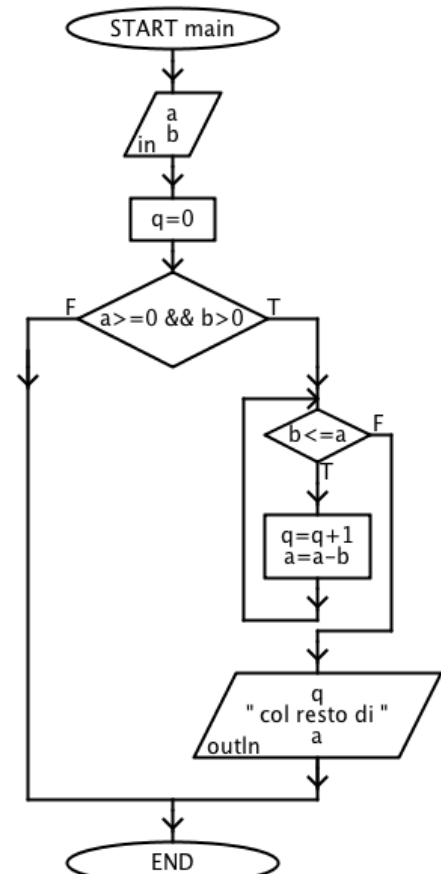 START main
a
b
in
q=0
F
a>=0 && b>0
T
b<=a
F
T
q=q+1
a=a-b
q
" col resto di "
a
outln
END